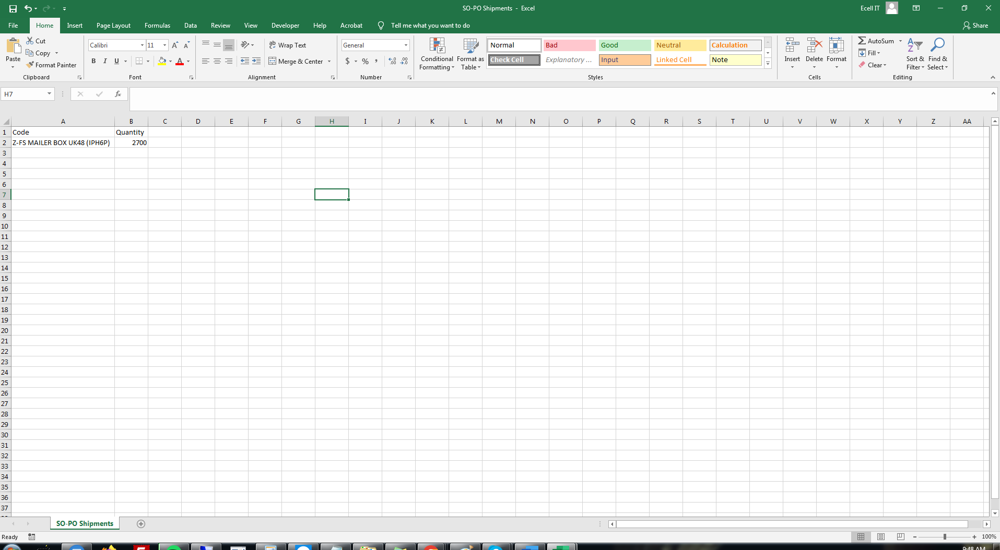 SO-PO Shipments - Excel
Ecell IT
File Home Insert Page Layout Formulas Data Review View Developer Help Acrobat Tell me what you want to do Share
Paste
Cut
Copy
Format Painter
Clipboard
Calibri 11
B I U
Font
Wrap Text
Merge & Center
Alignment
General
$ % ,
Number
Conditional Formatting
Format as Table
Normal Bad Good Neutral Calculation
Check Cell Explanatory ... Input Linked Cell Note
Styles
Insert Delete Format
Cells
AutoSum
Fill
Clear
Sort & Filter
Find & Select
Editing
H7
fx
A B C D E F G H I J K L M N O P Q R S T U V W X Y Z AA
1 Code Quantity
2 Z-FS MAILER BOX UK48 (IPH6P) 2700
3
4
5
6
7
8
9
10
11
12
13
14
15
16
17
18
19
20
21
22
23
24
25
26
27
28
29
30
31
32
33
34
35
36
37
SO-PO Shipments
Ready
100%
9:48 AM